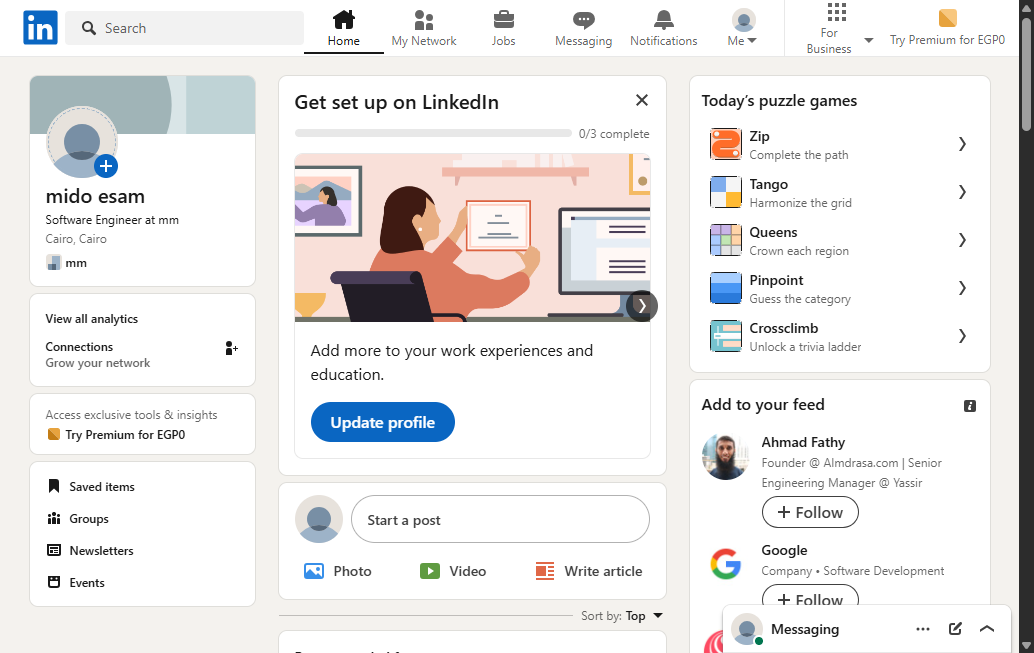 in
Search
Home
My Network
Jobs
Messaging
Notifications
Me
For Business
Try Premium for EGP0
mido esam
Software Engineer at mm
Cairo, Cairo
mm
View all analytics
Connections
Grow your network
Access exclusive tools & insights
Try Premium for EGP0
Saved items
Groups
Newsletters
Events
Get set up on LinkedIn
0/3 complete
Add more to your work experiences and
education.
Update profile
Start a post
Photo
Video
Write article
Sort by: Top
Today's puzzle games
Zip
Complete the path
Tango
Harmonize the grid
Queens
Crown each region
Pinpoint
Guess the category
Crossclimb
Unlock a trivia ladder
Add to your feed
Ahmad Fathy
Founder @ Almdrasa.com | Senior
Engineering Manager @ Yassir
+ Follow
Google
Company • Software Development
+ Follow
Messaging